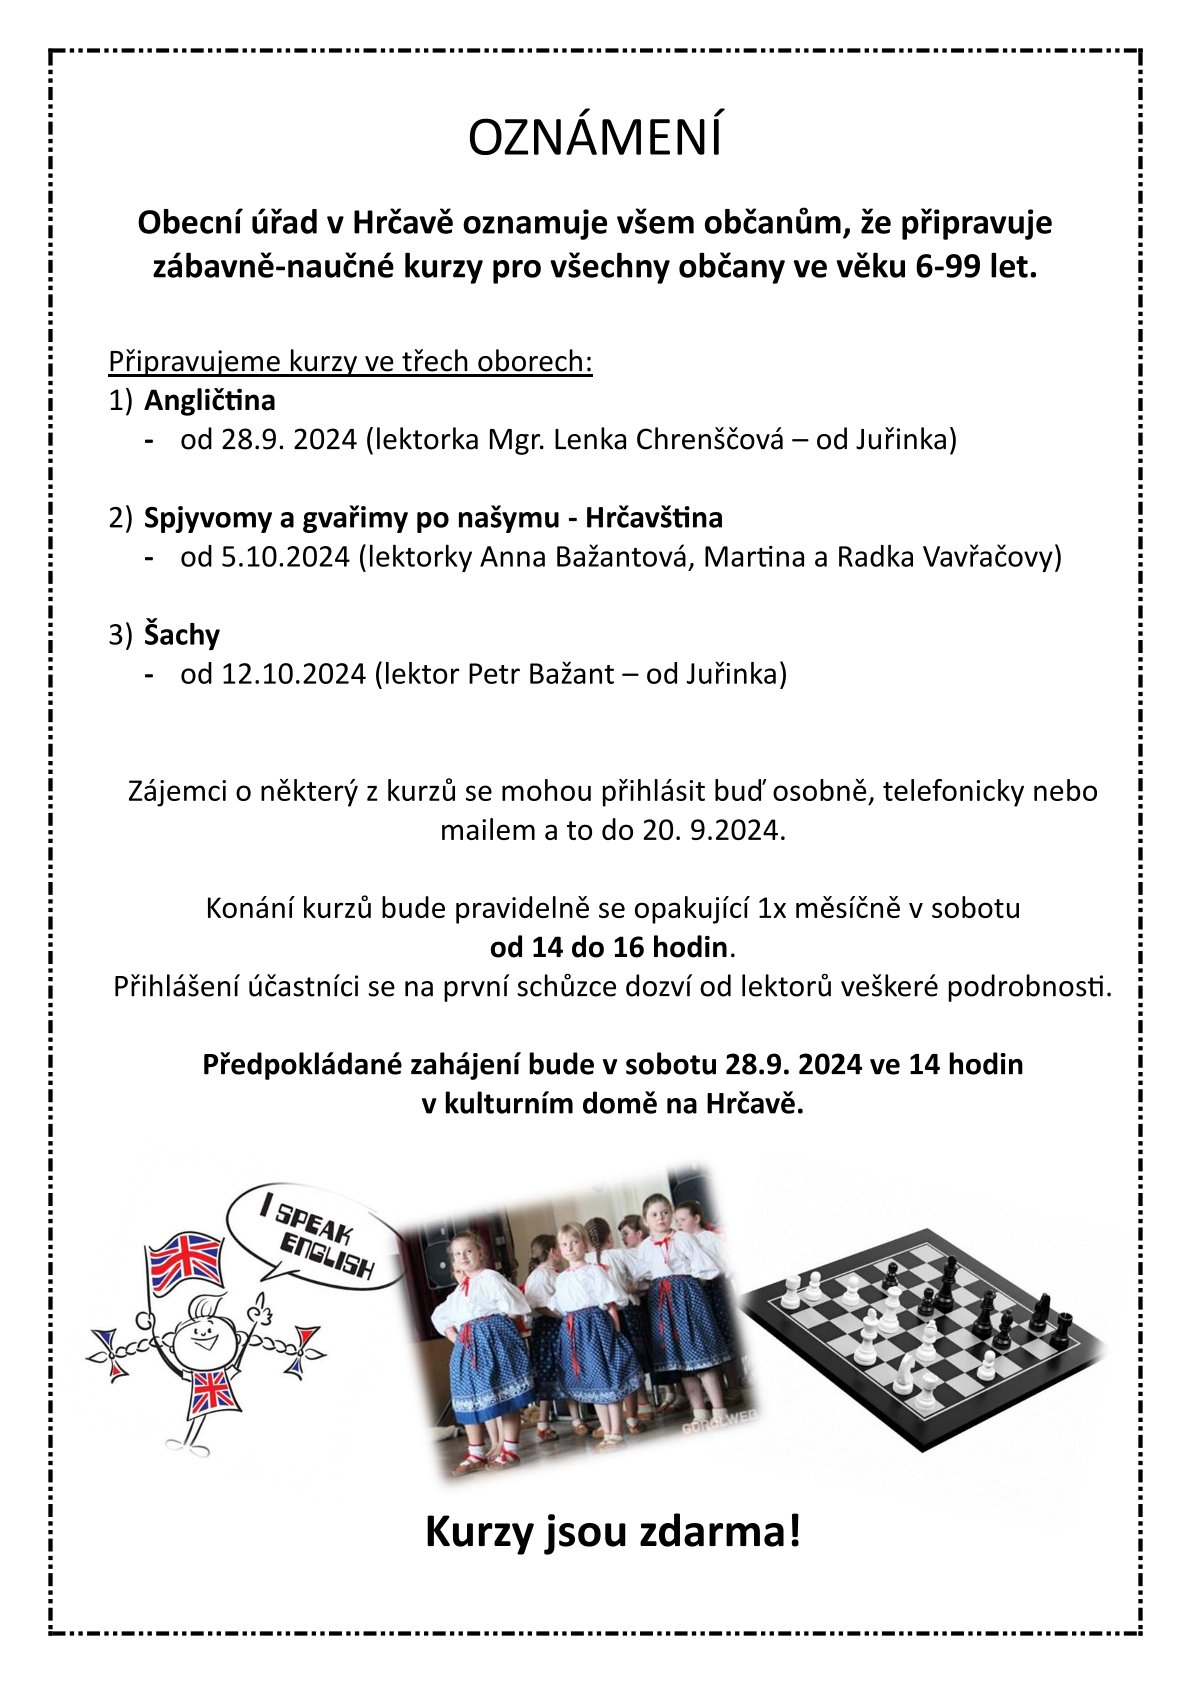 OZNÁMENÍ
Obecní úřad v Hrčavě oznamuje všem občanům, že připravuje
zábavně-naučné kurzy pro všechny občany ve věku 6-99 let.
Připravujeme kurzy ve třech oborech:
1) Angličtina
- od 28.9. 2024 (lektorka Mgr. Lenka Chrenščová – od Juřinka)
2) Spjyvomy a gvařimy po našymu - Hrčavština
- od 5.10.2024 (lektorky Anna Bažantová, Martina a Radka Vavřačovy)
3) Šachy
- od 12.10.2024 (lektor Petr Bažant – od Juřinka)
Zájemci o některý z kurzů se mohou přihlásit buď osobně, telefonicky nebo
mailem a to do 20. 9.2024.
Konání kurzů bude pravidelně se opakující 1x měsíčně v sobotu
od 14 do 16 hodin.
Přihlášení účastníci se na první schůzce dozví od lektorů veškeré podrobnosti.
Předpokládané zahájení bude v sobotu 28.9. 2024 ve 14 hodin
v kulturním domě na Hrčavě.
I SPEAK
ENGLISH
GOROLWEB
Kurzy jsou zdarma!